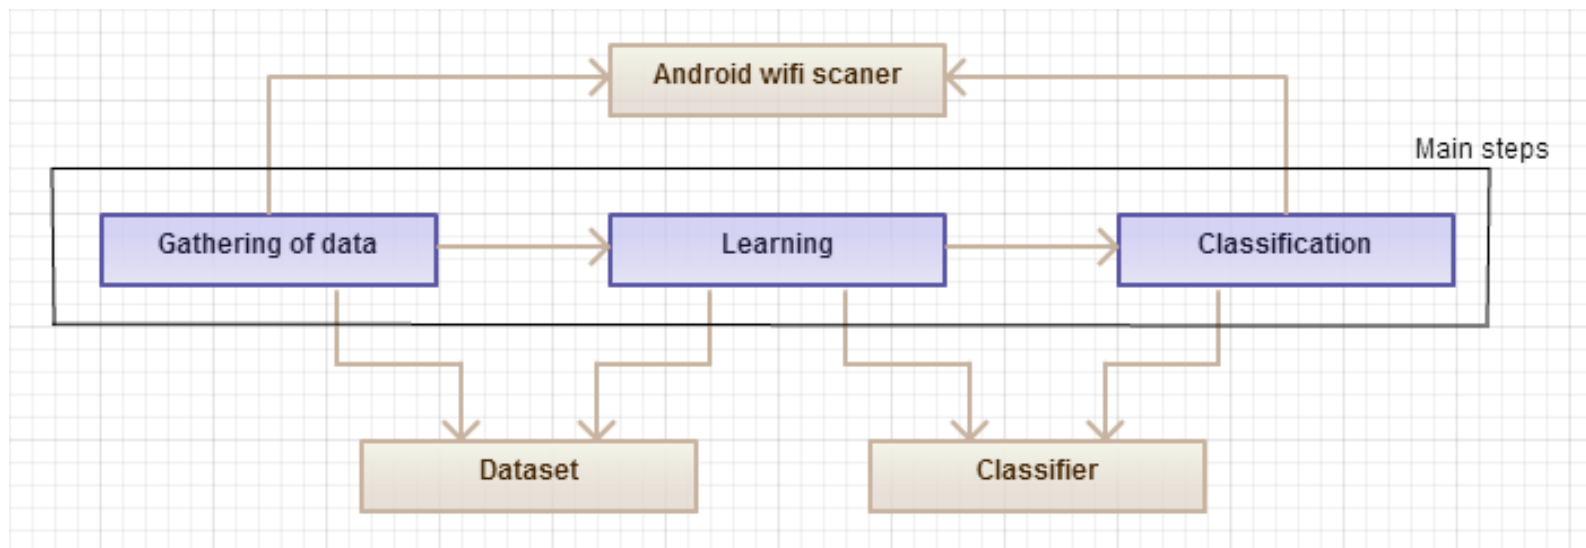 Android wifi scaner
Main steps
Gathering of data
Learning
Classification
Dataset
Classifier